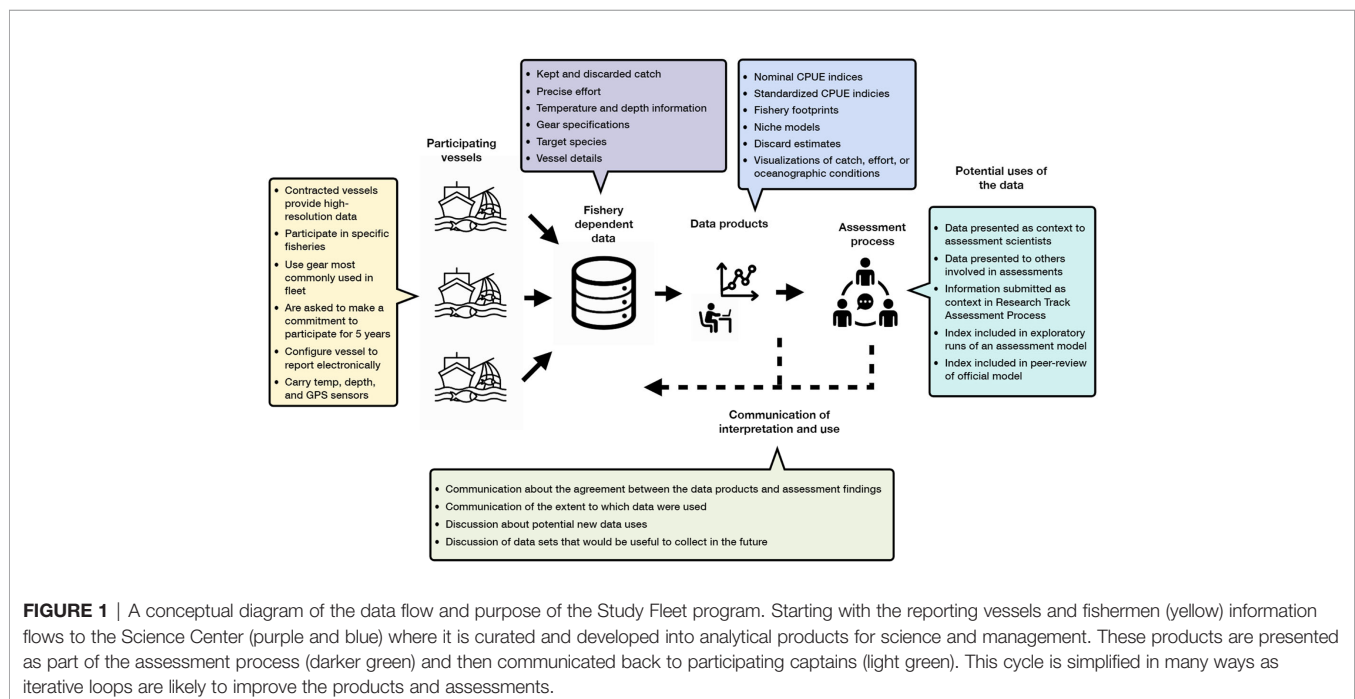 Participating
vessels
• Contracted vessels
provide high-
resolution data
• Participate in specific
fisheries
• Use gear most
commonly used in
fleet
• Are asked to make a
commitment to
participate for 5 years
• Configure vessel to
report electronically
• Carry temp, depth,
and GPS sensors
• Kept and discarded catch
• Precise effort
• Temperature and depth information
• Gear specifications
• Target species
• Vessel details
Fishery
dependent
data
• Nominal CPUE indices
• Standardized CPUE indicies
• Fishery footprints
• Niche models
• Discard estimates
• Visualizations of catch, effort, or
oceanographic conditions
Data products
Assessment
process
Potential uses of
the data
• Data presented as context to
assessment scientists
• Data presented to others
involved in assessments
• Information submitted as
context in Research Track
Assessment Process
• Index included in exploratory
runs of an assessment model
• Index included in peer-review
of official model
Communication of
interpretation and use
• Communication about the agreement between the data products and assessment findings
• Communication of the extent to which data were used
• Discussion about potential new data uses
• Discussion of data sets that would be useful to collect in the future
FIGURE 1 | A conceptual diagram of the data flow and purpose of the Study Fleet program. Starting with the reporting vessels and fishermen (yellow) information
flows to the Science Center (purple and blue) where it is curated and developed into analytical products for science and management. These products are presented
as part of the assessment process (darker green) and then communicated back to participating captains (light green). This cycle is simplified in many ways as
iterative loops are likely to improve the products and assessments.